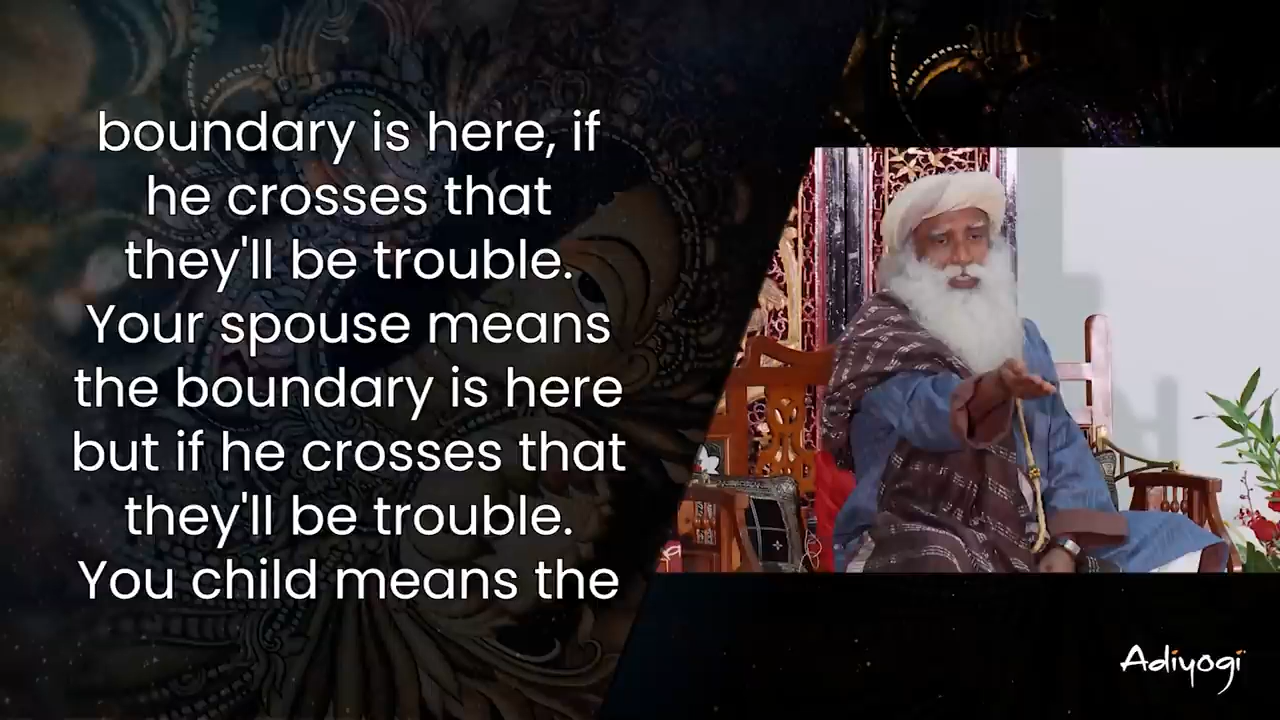 boundary is here, if
he crosses that
they'll be trouble.
Your spouse means
the boundary is here
but if he crosses that
they'll be trouble.
You child means the
Adiyogi